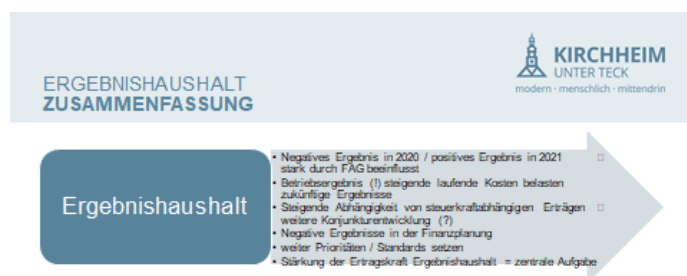 ERGEBNISHAUSHALT
ZUSAMMENFASSUNG
KIRCHHEIM
UNTER TECK
modern · menschlich · mittendrin
Ergebnishaushalt
• Negatives Ergebnis in 2020 / positives Ergebnis in 2021
stark durch FAG beeinflusst
• Betriebsergebnis (!) steigende laufende Kosten belasten
zukünftige Ergebnisse
• Steigende Abhängigkeit von steuerkraftabhängigen Erträgen
weitere Konjunkturentwicklung (?)
• Negative Ergebnisse in der Finanzplanung
• weiter Prioritäten / Standards setzen
• Stärkung der Ertragskraft Ergebnishaushalt = zentrale Aufgabe